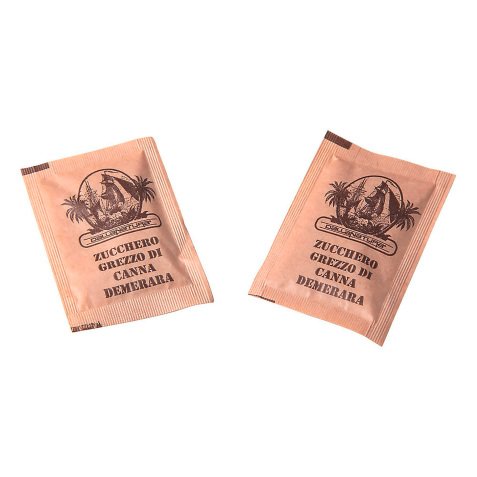 ZUCCHERO
GREZZO DI
CANNA
DEMERARA
ZUCCHERO
GREZZO DI
CANNA
DEMERARA